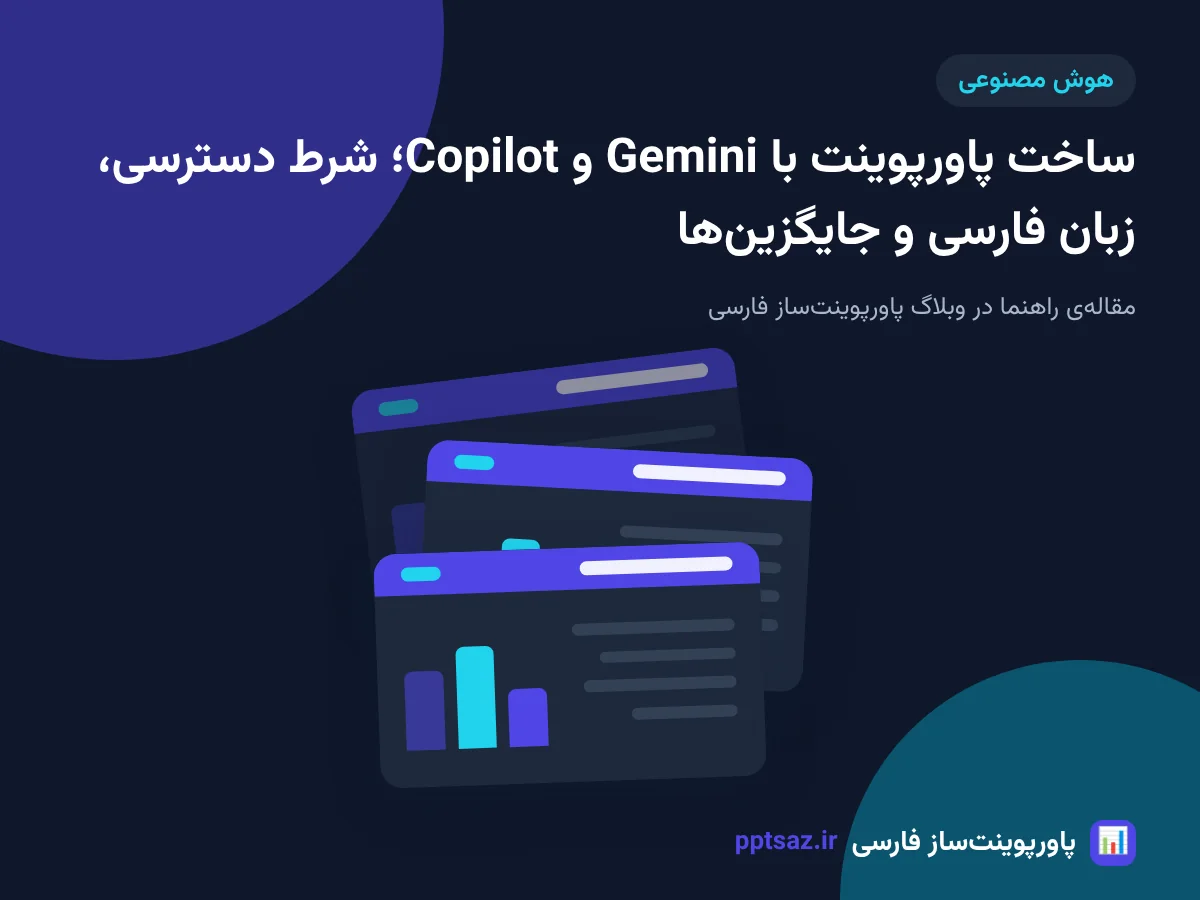 هوش مصنوعی
ساخت پاورپوینت با Gemini و Copilot؛ شرط دسترسی،
زبان فارسی و جایگزین‌ها
مقاله‌ی راهنما در وبلاگ پاورپوینت‌ساز فارسی
پاورپوینت‌ساز فارسی pptsaz.ir